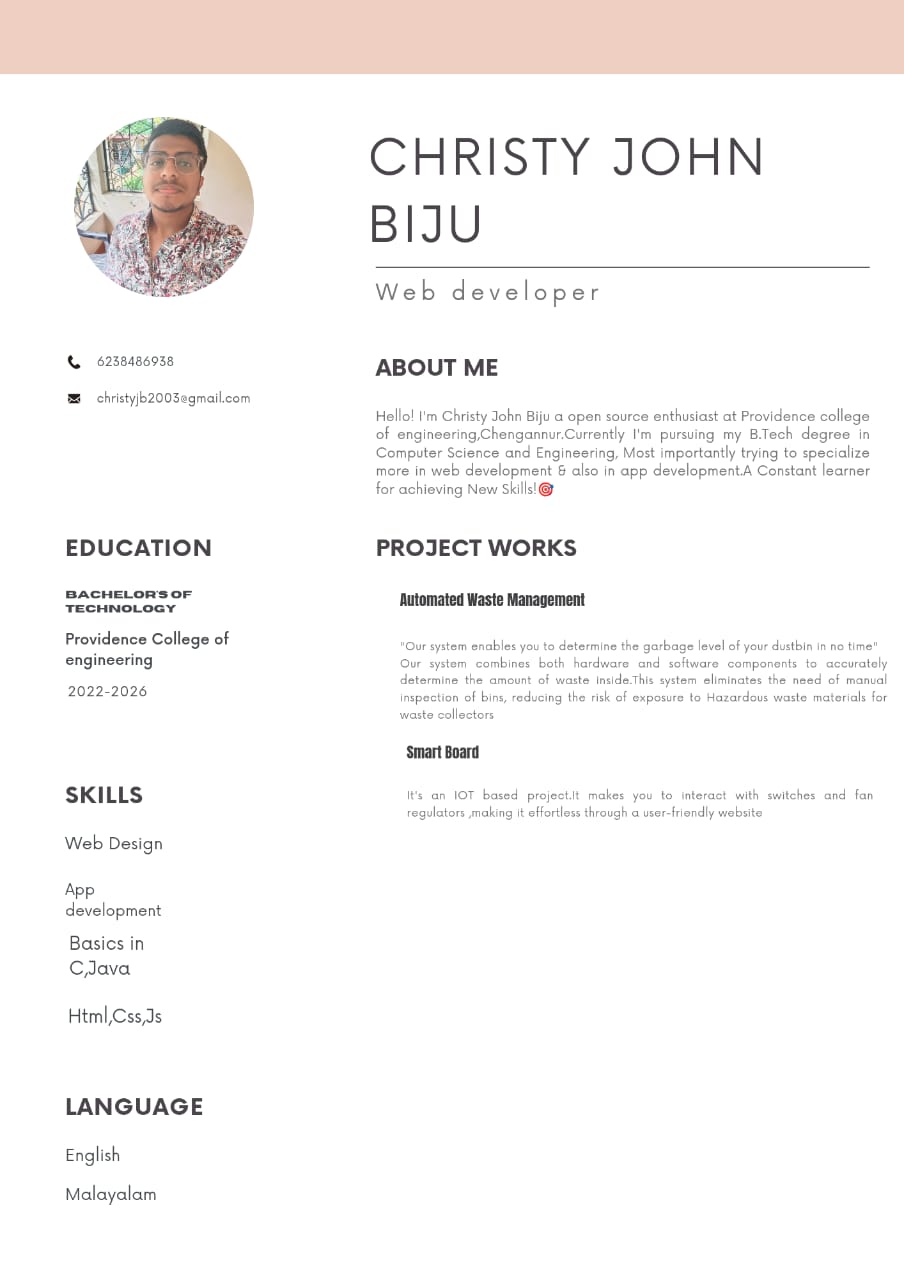 CHRISTY JOHN
BIJU
Web developer
6238486938
christyjb2003@gmail.com
ABOUT ME
Hello! I'm Christy John Biju a open source enthusiast at Providence college
of engineering,Chengannur.Currently I'm pursuing my B.Tech degree in
Computer Science and Engineering, Most importantly trying to specialize
more in web development & also in app development.A Constant learner
for achieving New Skills!🎯
EDUCATION
BACHELOR'S OF
TECHNOLOGY
Providence College of
engineering
2022-2026
SKILLS
Web Design
App
development
Basics in
C,Java
Html,Css,Js
LANGUAGE
English
Malayalam
PROJECT WORKS
Automated Waste Management
"Our system enables you to determine the garbage level of your dustbin in no time"
Our system combines both hardware and software components to accurately
determine the amount of waste inside.This system eliminates the need of manual
inspection of bins, reducing the risk of exposure to Hazardous waste materials for
waste collectors
Smart Board
It's an IOT based project.It makes you to interact with switches and fan
regulators ,making it effortless through a user-friendly website